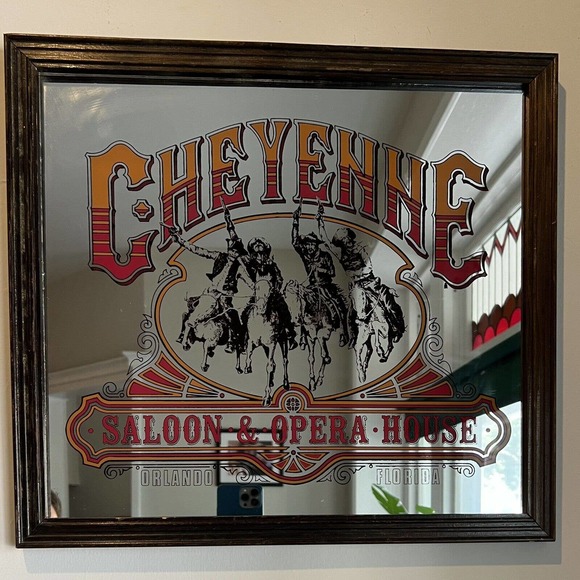 CHEYENNE
SALOON · & · OPERA · HOUSE
ORLANDO FLORIDA